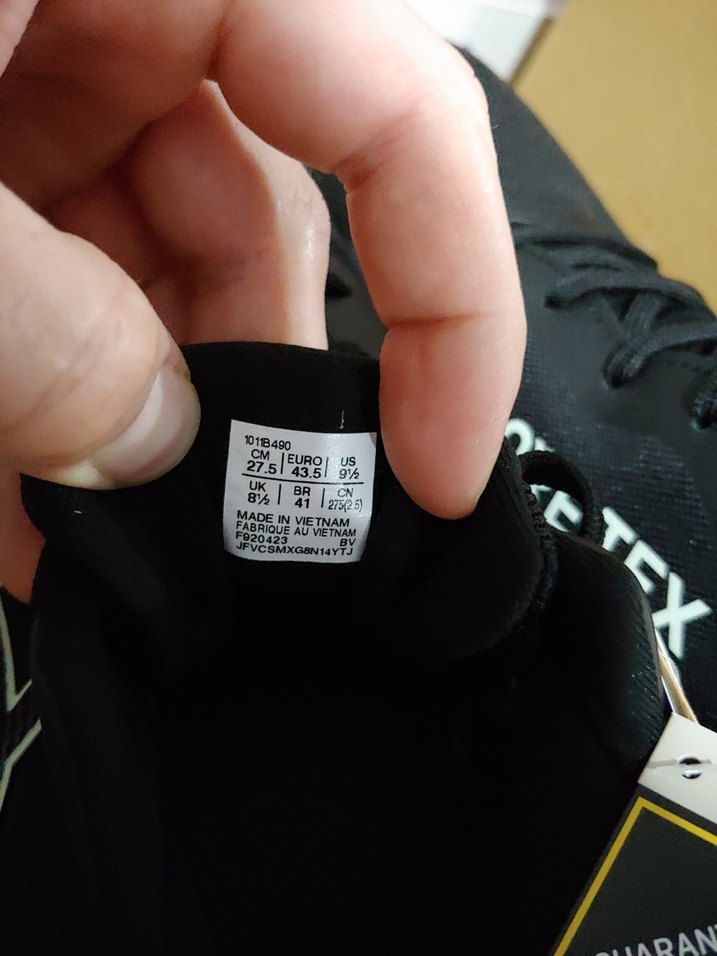 1011B490
CM | EURO | US
27.5 | 43.5 | 9½
UK | BR | CN
8½ | 41 | 275(2.5)
MADE IN VIETNAM
FABRIQUE AU VIETNAM
F920423 BV
JFVCSMXG8N14YTJ
TEX